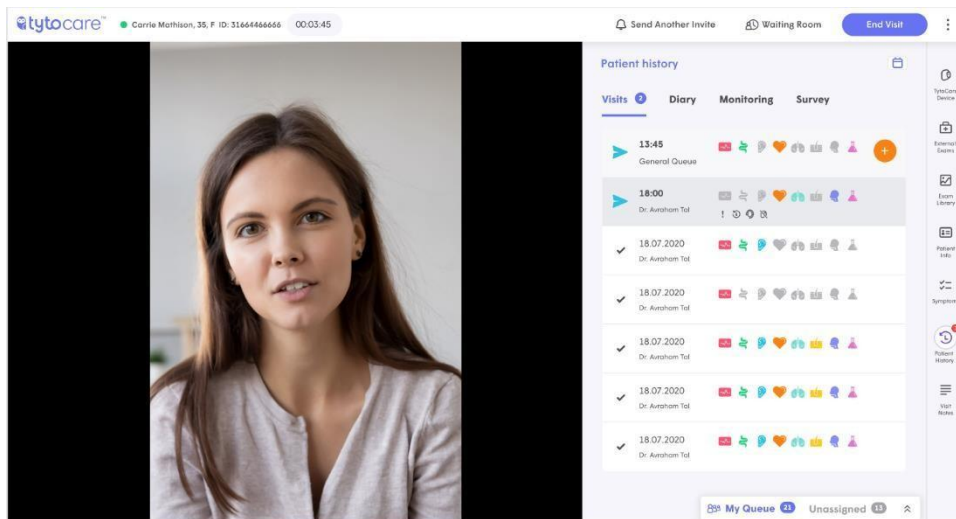 tytocare™
Carrie Mathison, 35, F ID: 31664466666
00:03:45
Send Another Invite
Waiting Room
End Visit
Patient history
Visits 2
Diary
Monitoring
Survey
13:45
General Queue
+
18:00
Dr. Avraham Tal
!
18.07.2020
Dr. Avraham Tal
18.07.2020
Dr. Avraham Tal
18.07.2020
Dr. Avraham Tal
18.07.2020
Dr. Avraham Tal
18.07.2020
Dr. Avraham Tal
TytoCare
Device
External
Exams
Exam
Library
Patient
Info
Symptom
Patient
History
Visit
Notes
My Queue 21
Unassigned 13